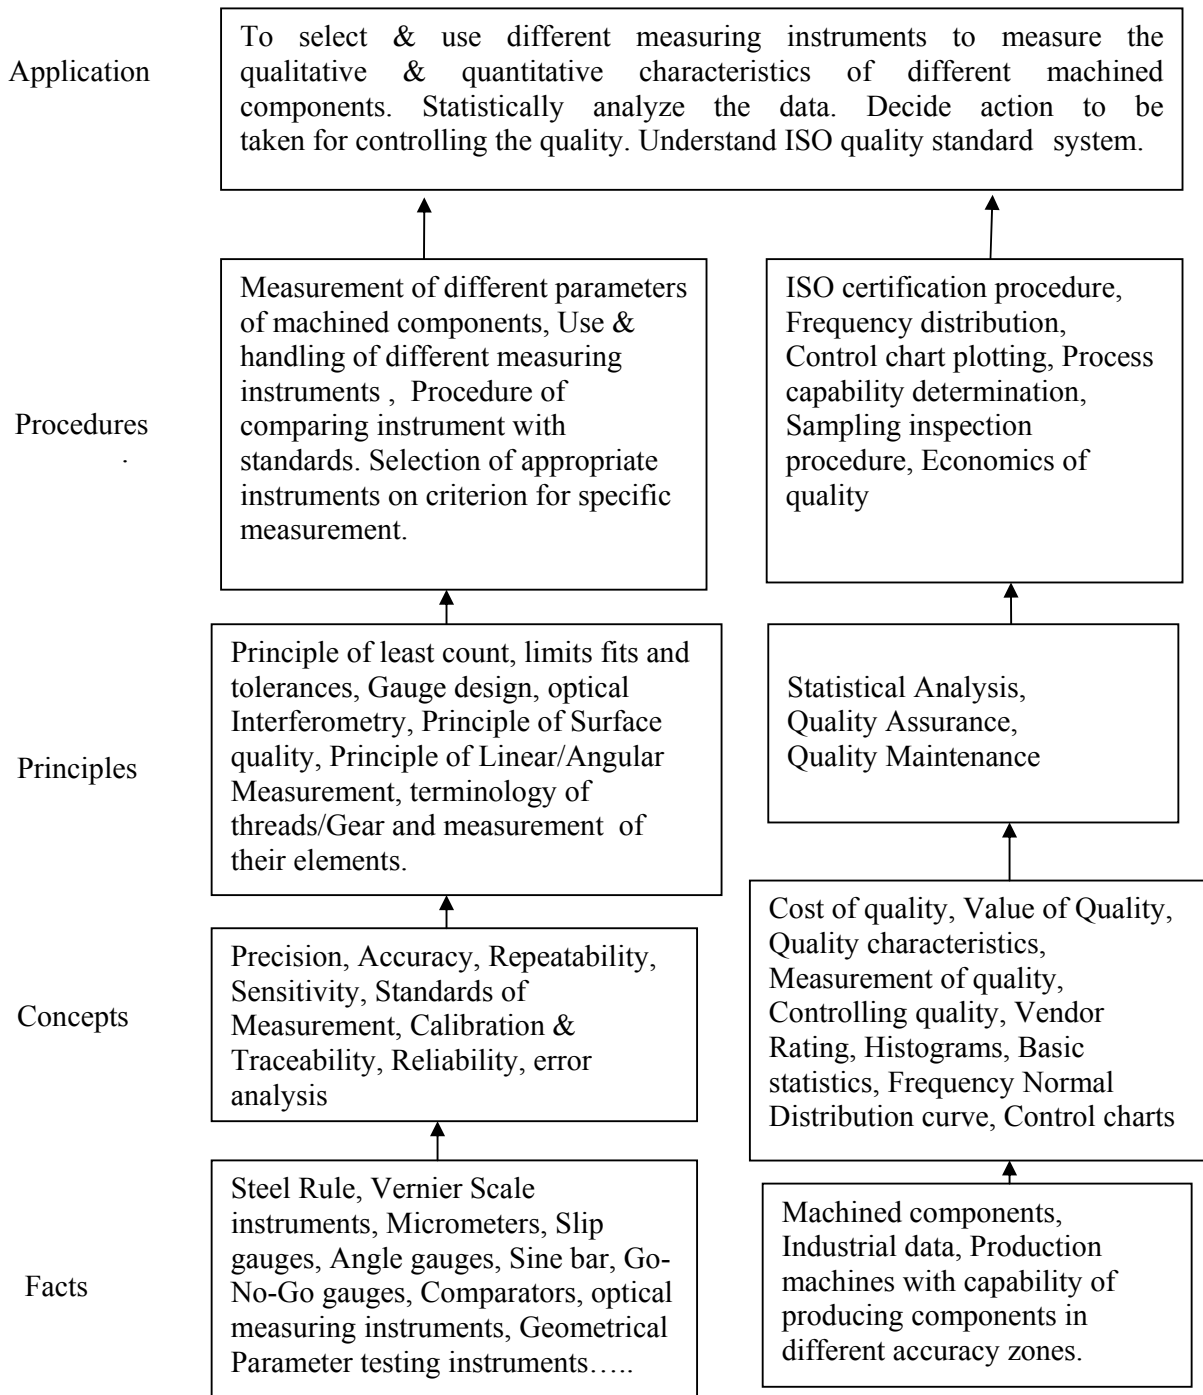 Application
To select & use different measuring instruments to measure the
qualitative & quantitative characteristics of different machined
components. Statistically analyze the data. Decide action to be
taken for controlling the quality. Understand ISO quality standard system.
Procedures
.
Measurement of different parameters
of machined components, Use &
handling of different measuring
instruments , Procedure of
comparing instrument with
standards. Selection of appropriate
instruments on criterion for specific
measurement.
ISO certification procedure,
Frequency distribution,
Control chart plotting, Process
capability determination,
Sampling inspection
procedure, Economics of
quality
Principles
Principle of least count, limits fits and
tolerances, Gauge design, optical
Interferometry, Principle of Surface
quality, Principle of Linear/Angular
Measurement, terminology of
threads/Gear and measurement of
their elements.
Statistical Analysis,
Quality Assurance,
Quality Maintenance
Concepts
Precision, Accuracy, Repeatability,
Sensitivity, Standards of
Measurement, Calibration &
Traceability, Reliability, error
analysis
Cost of quality, Value of Quality,
Quality characteristics,
Measurement of quality,
Controlling quality, Vendor
Rating, Histograms, Basic
statistics, Frequency Normal
Distribution curve, Control charts
Facts
Steel Rule, Vernier Scale
instruments, Micrometers, Slip
gauges, Angle gauges, Sine bar, Go-
No-Go gauges, Comparators, optical
measuring instruments, Geometrical
Parameter testing instruments…..
Machined components,
Industrial data, Production
machines with capability of
producing components in
different accuracy zones.